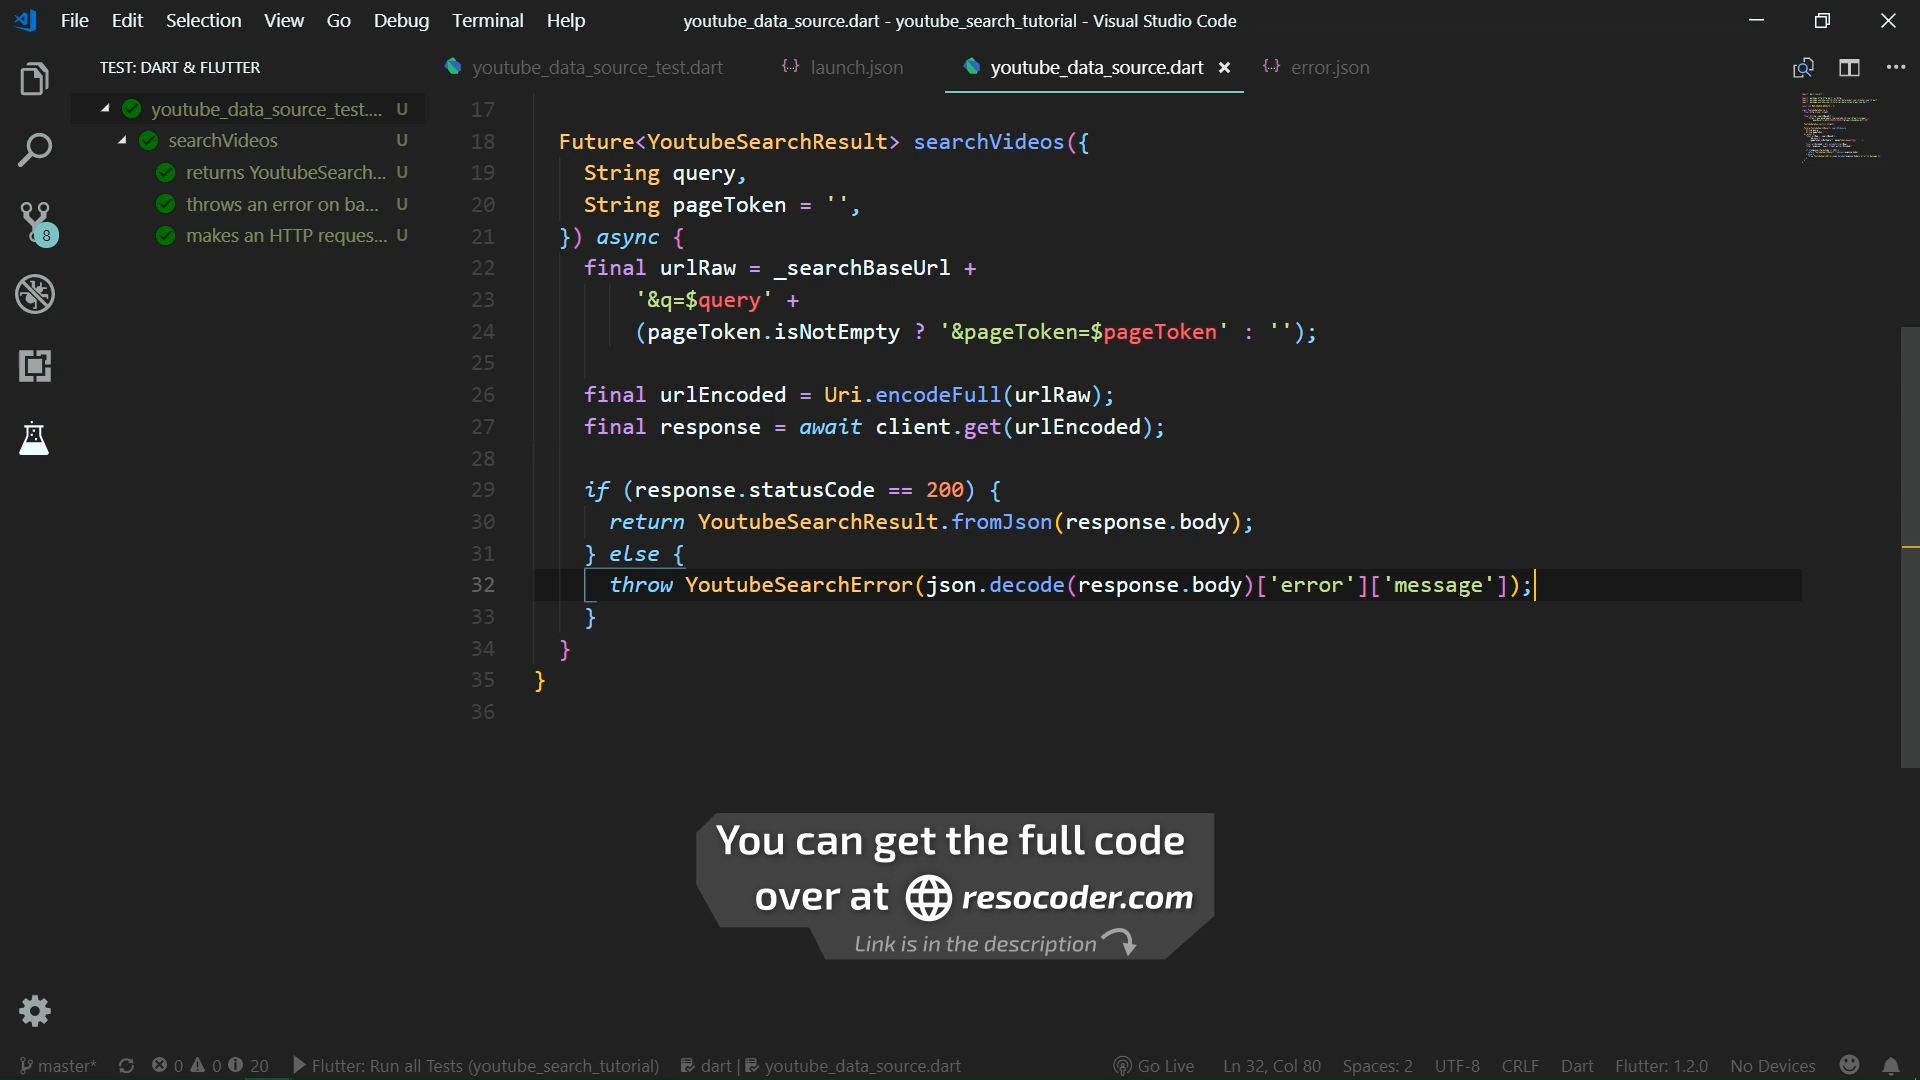 File Edit Selection View Go Debug Terminal Help
youtube_data_source.dart - youtube_search_tutorial - Visual Studio Code
TEST: DART & FLUTTER
youtube_data_source_test.dart
launch.json
youtube_data_source.dart
error.json
youtube_data_source_test.... U
searchVideos U
returns YoutubeSearch... U
throws an error on ba... U
makes an HTTP reques... U
8
17
18 Future<YoutubeSearchResult> searchVideos({
19 String query,
20 String pageToken = '',
21 }) async {
22 final urlRaw = _searchBaseUrl +
23 '&q=$query' +
24 (pageToken.isNotEmpty ? '&pageToken=$pageToken' : '');
25
26 final urlEncoded = Uri.encodeFull(urlRaw);
27 final response = await client.get(urlEncoded);
28
29 if (response.statusCode == 200) {
30 return YoutubeSearchResult.fromJson(response.body);
31 } else {
32 throw YoutubeSearchError(json.decode(response.body)['error']['message']);
33 }
34 }
35 }
36
You can get the full code
over at resocoder.com
Link is in the description
master* 0 0 20 Flutter: Run all Tests (youtube_search_tutorial) dart | youtube_data_source.dart Go Live Ln 32, Col 80 Spaces: 2 UTF-8 CRLF Dart Flutter: 1.2.0 No Devices